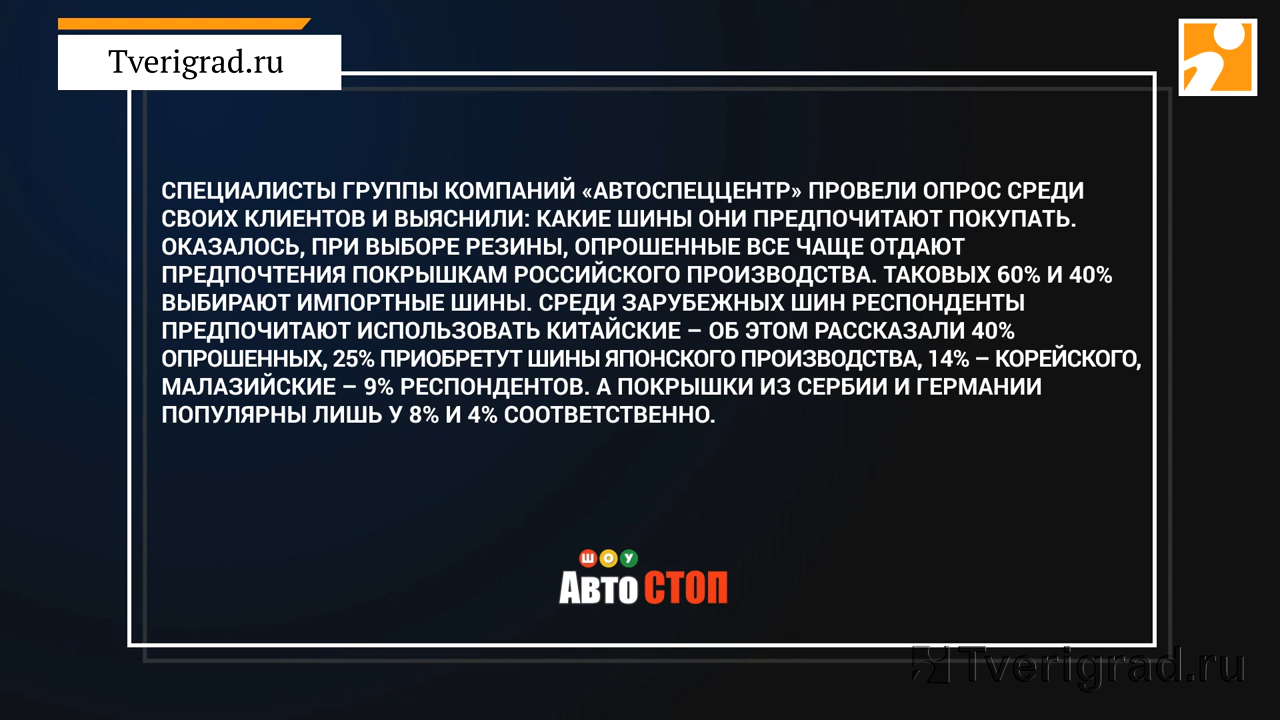 Tverigrad.ru
СПЕЦИАЛИСТЫ ГРУППЫ КОМПАНИЙ «АВТОСПЕЦЦЕНТР» ПРОВЕЛИ ОПРОС СРЕДИ
СВОИХ КЛИЕНТОВ И ВЫЯСНИЛИ: КАКИЕ ШИНЫ ОНИ ПРЕДПОЧИТАЮТ ПОКУПАТЬ.
ОКАЗАЛОСЬ, ПРИ ВЫБОРЕ РЕЗИНЫ, ОПРОШЕННЫЕ ВСЕ ЧАЩЕ ОТДАЮТ
ПРЕДПОЧТЕНИЯ ПОКРЫШКАМ РОССИЙСКОГО ПРОИЗВОДСТВА. ТАКОВЫХ 60% И 40%
ВЫБИРАЮТ ИМПОРТНЫЕ ШИНЫ. СРЕДИ ЗАРУБЕЖНЫХ ШИН РЕСПОНДЕНТЫ
ПРЕДПОЧИТАЮТ ИСПОЛЬЗОВАТЬ КИТАЙСКИЕ – ОБ ЭТОМ РАССКАЗАЛИ 40%
ОПРОШЕННЫХ, 25% ПРИОБРЕТУТ ШИНЫ ЯПОНСКОГО ПРОИЗВОДСТВА, 14% – КОРЕЙСКОГО,
МАЛАЗИЙСКИЕ – 9% РЕСПОНДЕНТОВ. А ПОКРЫШКИ ИЗ СЕРБИИ И ГЕРМАНИИ
ПОПУЛЯРНЫ ЛИШЬ У 8% И 4% СООТВЕТСТВЕННО.
ШОУ
АВТО СТОП
Tverigrad.ru